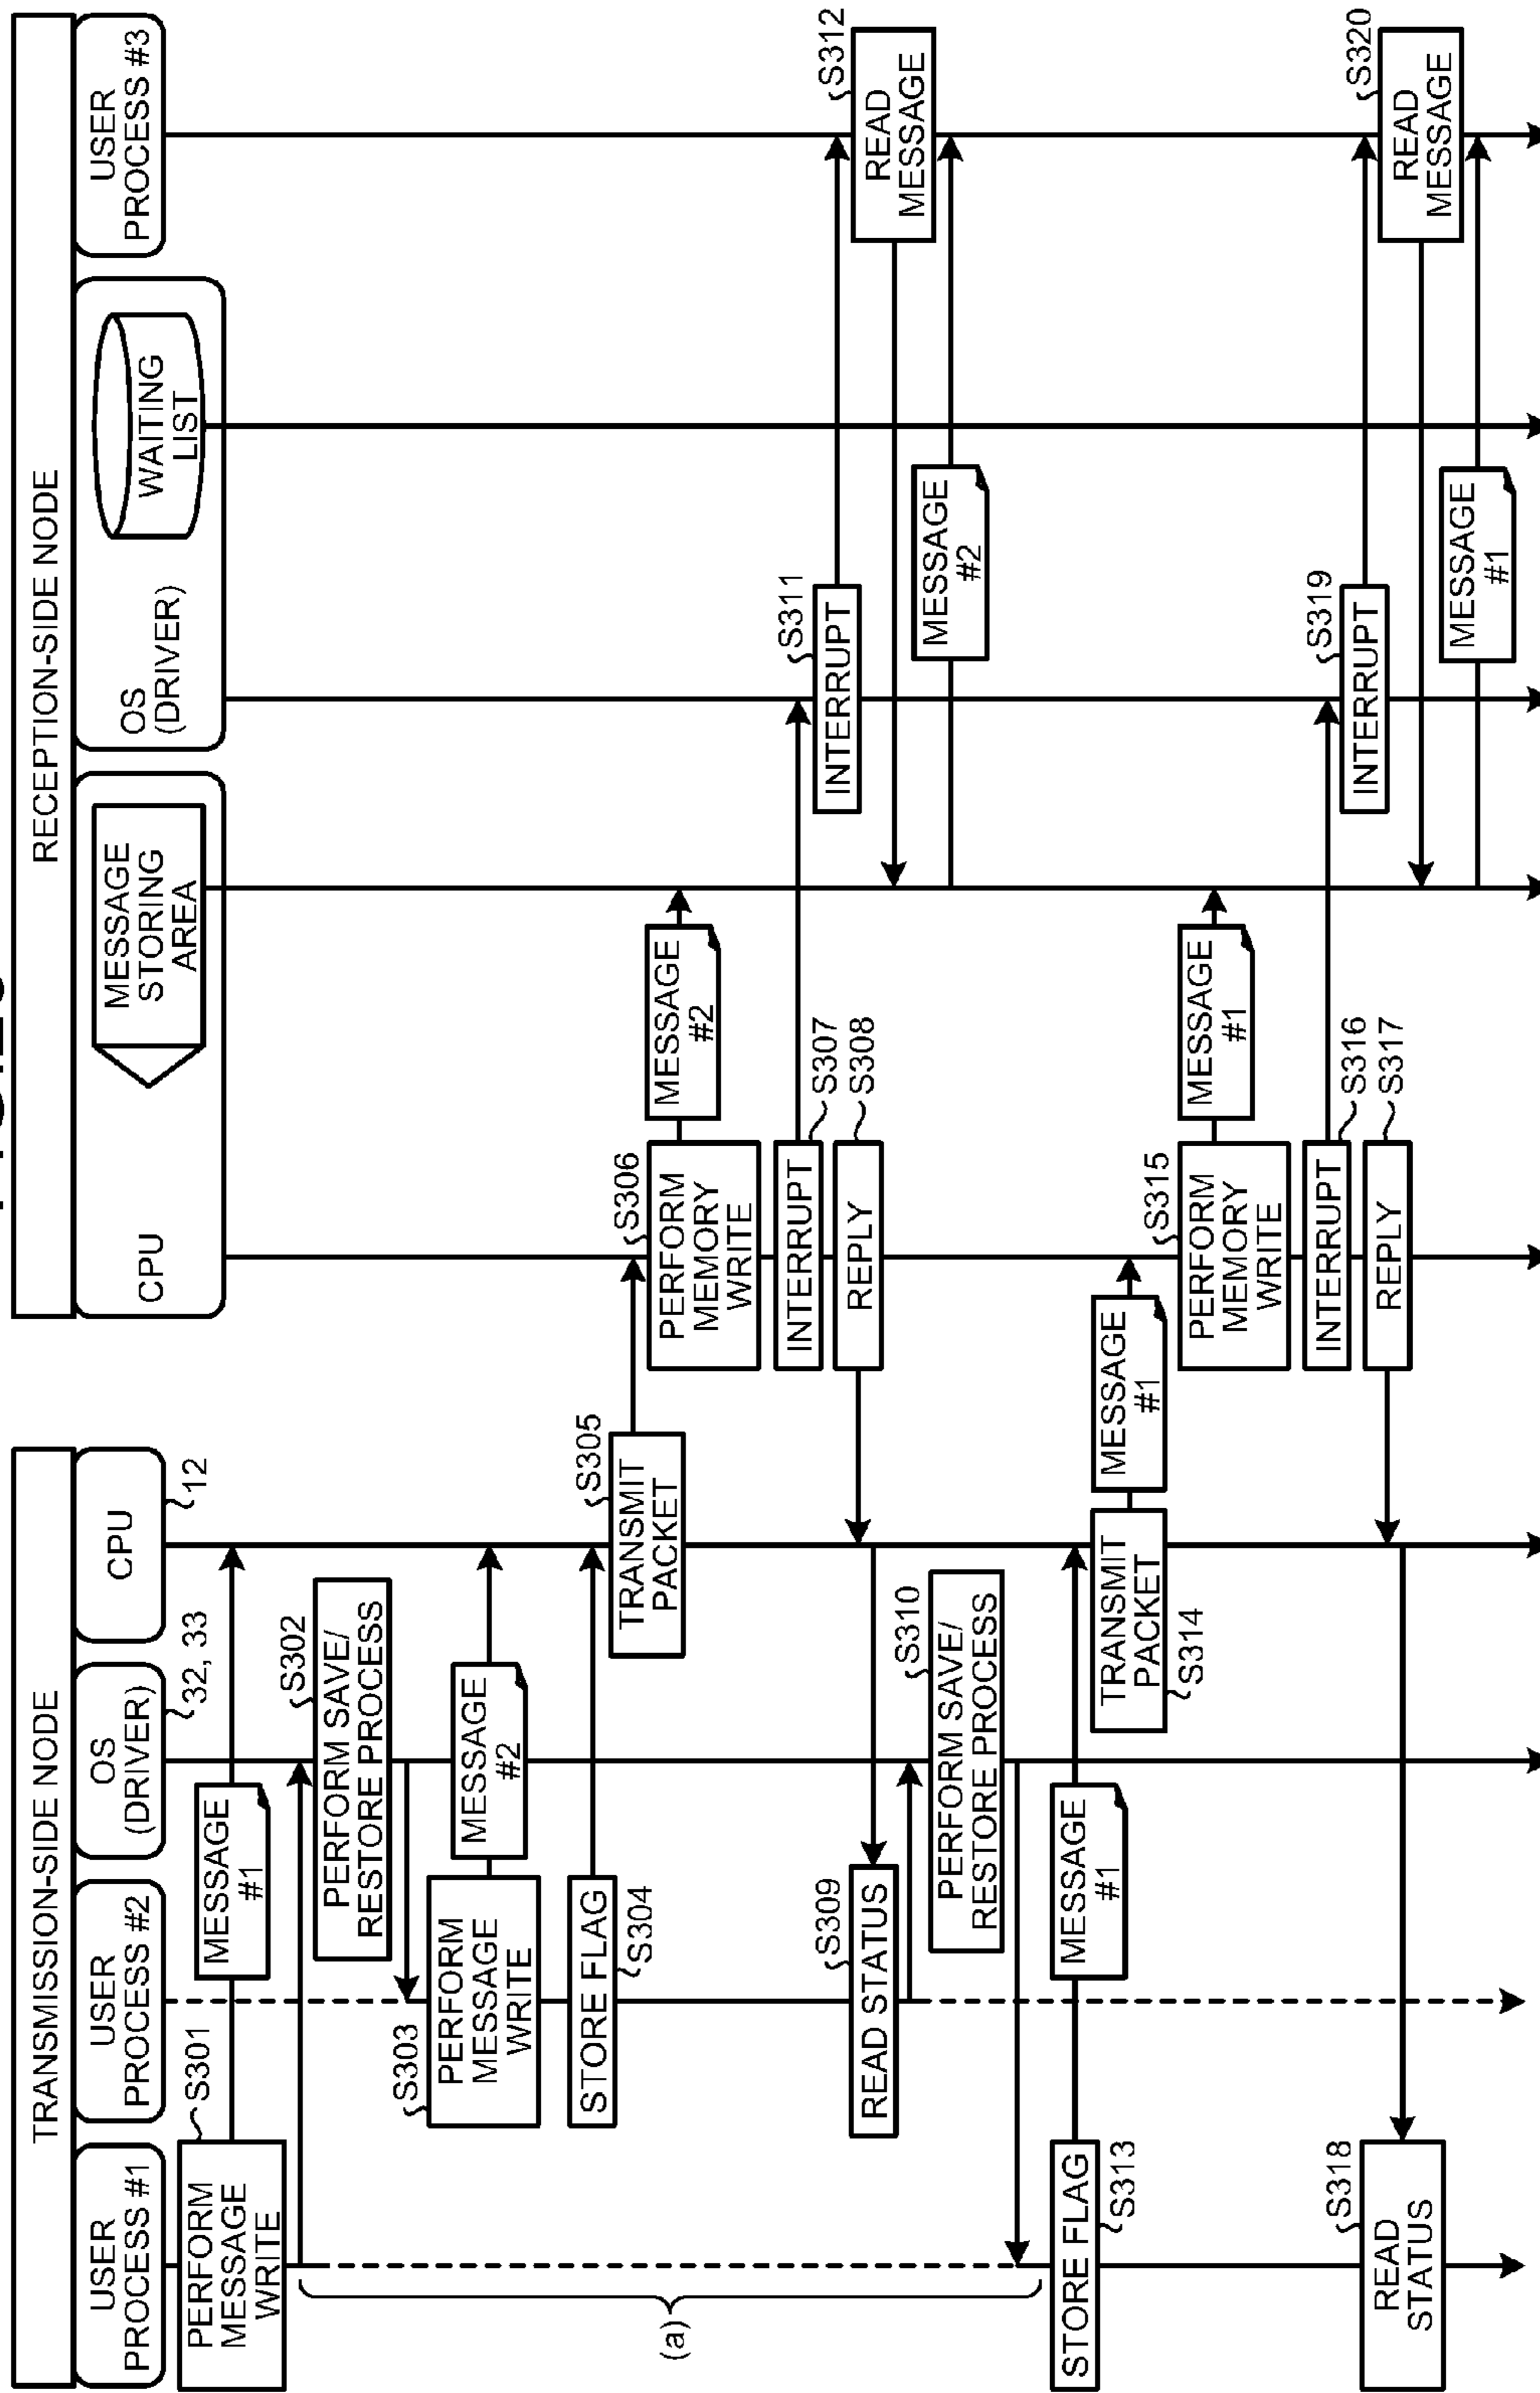 TRANSMISSION-SIDE NODE
RECEPTION-SIDE NODE
USER
PROCESS #1
USER
PROCESS #2
OS
(DRIVER)
32, 33
CPU
12
CPU
MESSAGE
STORING
AREA
OS
(DRIVER)
WAITING
LIST
USER
PROCESS #3
S301
PERFORM
MESSAGE
WRITE
MESSAGE
#1
S302
PERFORM SAVE/
RESTORE PROCESS
S303
PERFORM
MESSAGE
WRITE
MESSAGE
#2
STORE FLAG
S304
S305
TRANSMIT
PACKET
S306
PERFORM
MEMORY
WRITE
MESSAGE
#2
INTERRUPT
S307
REPLY
S308
S309
READ STATUS
S310
PERFORM SAVE/
RESTORE PROCESS
S311
INTERRUPT
S312
READ
MESSAGE
MESSAGE
#2
(a)
STORE FLAG
S313
MESSAGE
#1
TRANSMIT
PACKET
S314
MESSAGE
#1
S315
PERFORM
MEMORY
WRITE
MESSAGE
#1
INTERRUPT
S316
REPLY
S317
S318
READ
STATUS
S319
INTERRUPT
S320
READ
MESSAGE
MESSAGE
#1